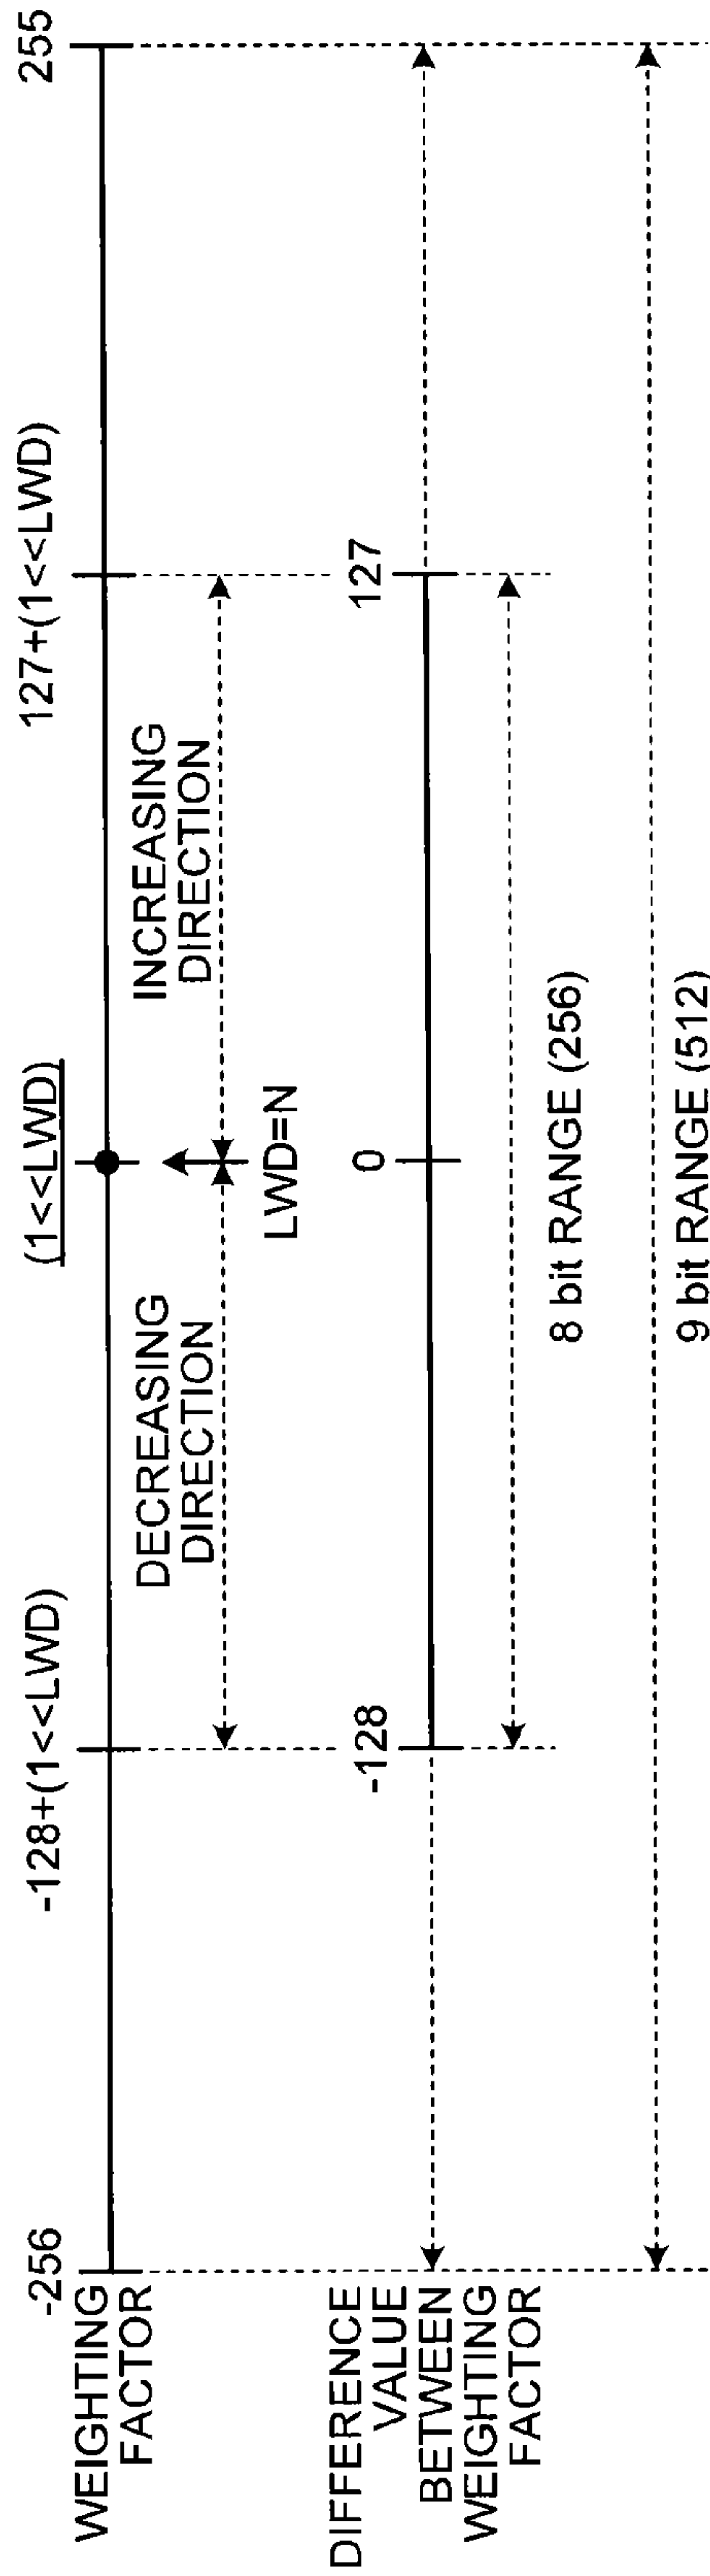 -256
-128+(1<<LWD)
(1<<LWD)
127+(1<<LWD)
255
WEIGHTING
FACTOR
DECREASING
DIRECTION
INCREASING
DIRECTION
LWD=N
DIFFERENCE
VALUE
BETWEEN
WEIGHTING
FACTOR
-128
0
127
8 bit RANGE (256)
9 bit RANGE (512)